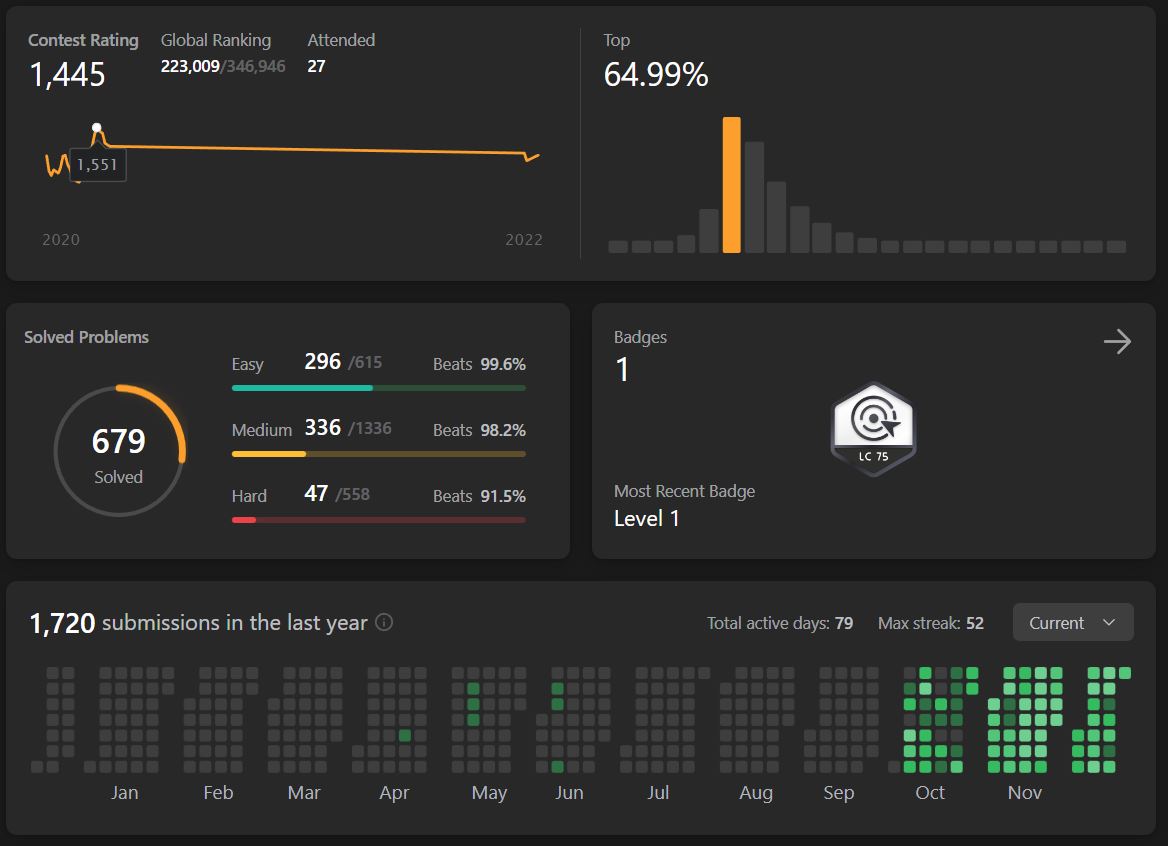 Contest Rating Global Ranking Attended
1,445 223,009/346,946 27
1,551
2020 2022
Top
64.99%
Solved Problems
679
Solved
Easy 296 /615 Beats 99.6%
Medium 336 /1336 Beats 98.2%
Hard 47 /558 Beats 91.5%
Badges
1
LC 75
Most Recent Badge
Level 1
1,720 submissions in the last year Total active days: 79 Max streak: 52 Current
Jan Feb Mar Apr May Jun Jul Aug Sep Oct Nov